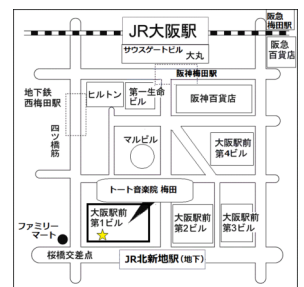 JR大阪駅
サウスゲートビル
大丸
阪急
梅田駅
阪急
百貨店
阪神梅田駅
地下鉄
西梅田駅
ヒルトン
第一生命
ビル
阪神百貨店
四ツ橋筋
マルビル
大阪駅前
第4ビル
トート音楽院 梅田
大阪駅前
第1ビル
大阪駅前
第2ビル
大阪駅前
第3ビル
ファミリー
マート
桜橋交差点
JR北新地駅(地下)